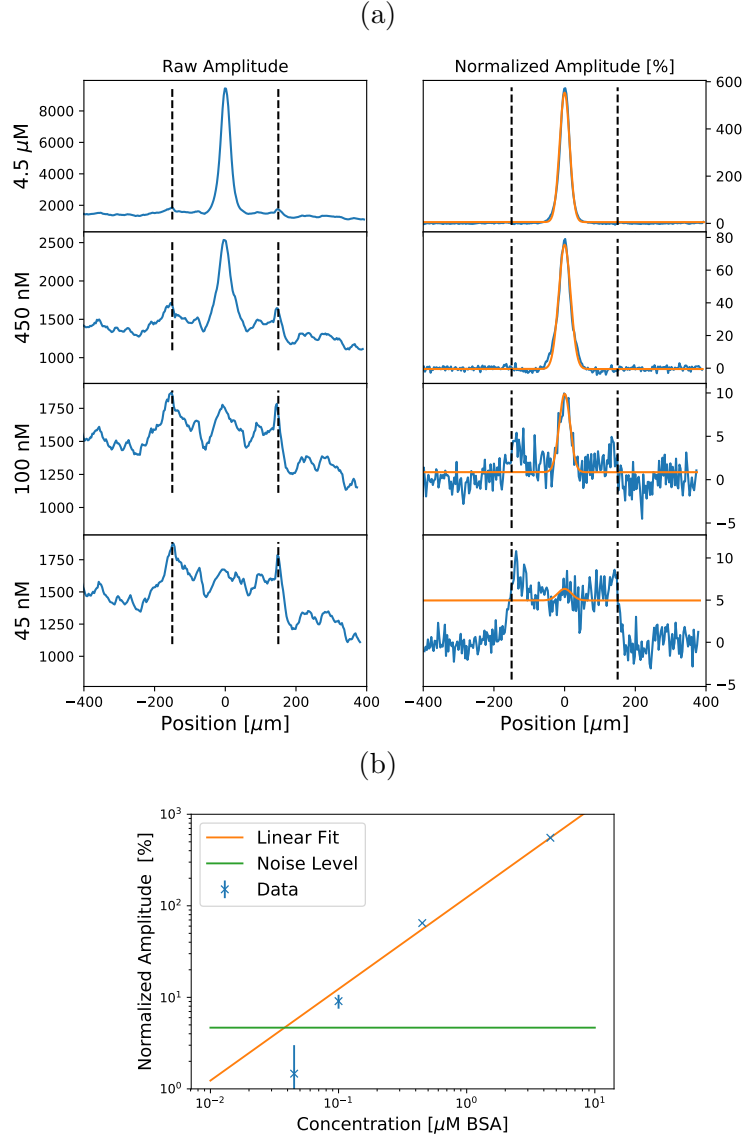 (a)
Raw Amplitude
Normalized Amplitude [%]
4.5 µM
8000
6000
4000
2000
600
400
200
0
450 nM
2500
2000
1500
1000
80
60
40
20
0
100 nM
1750
1500
1250
1000
10
5
0
−5
45 nM
1750
1500
1250
1000
10
5
0
−5
−400 −200 0 200 400
Position [µm]
−400 −200 0 200 400
Position [µm]
(b)
Normalized Amplitude [%]
10³
10²
10¹
10⁰
Linear Fit
Noise Level
Data
10⁻² 10⁻¹ 10⁰ 10¹
Concentration [µM BSA]